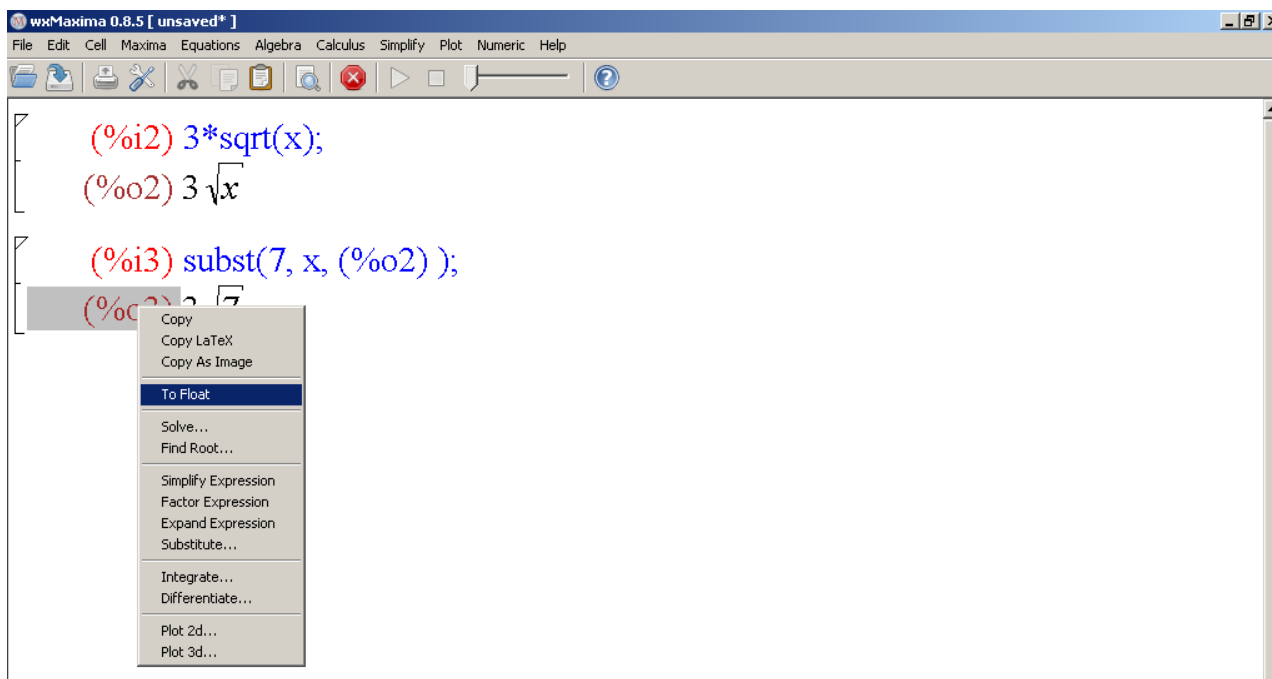 wxMaxima 0.8.5 [ unsaved* ]
File Edit Cell Maxima Equations Algebra Calculus Simplify Plot Numeric Help
(%i2) 3*sqrt(x);
(%o2) 3 √x
(%i3) subst(7, x, (%o2) );
Copy
Copy LaTeX
Copy As Image
To Float
Solve...
Find Root...
Simplify Expression
Factor Expression
Expand Expression
Substitute...
Integrate...
Differentiate...
Plot 2d...
Plot 3d...